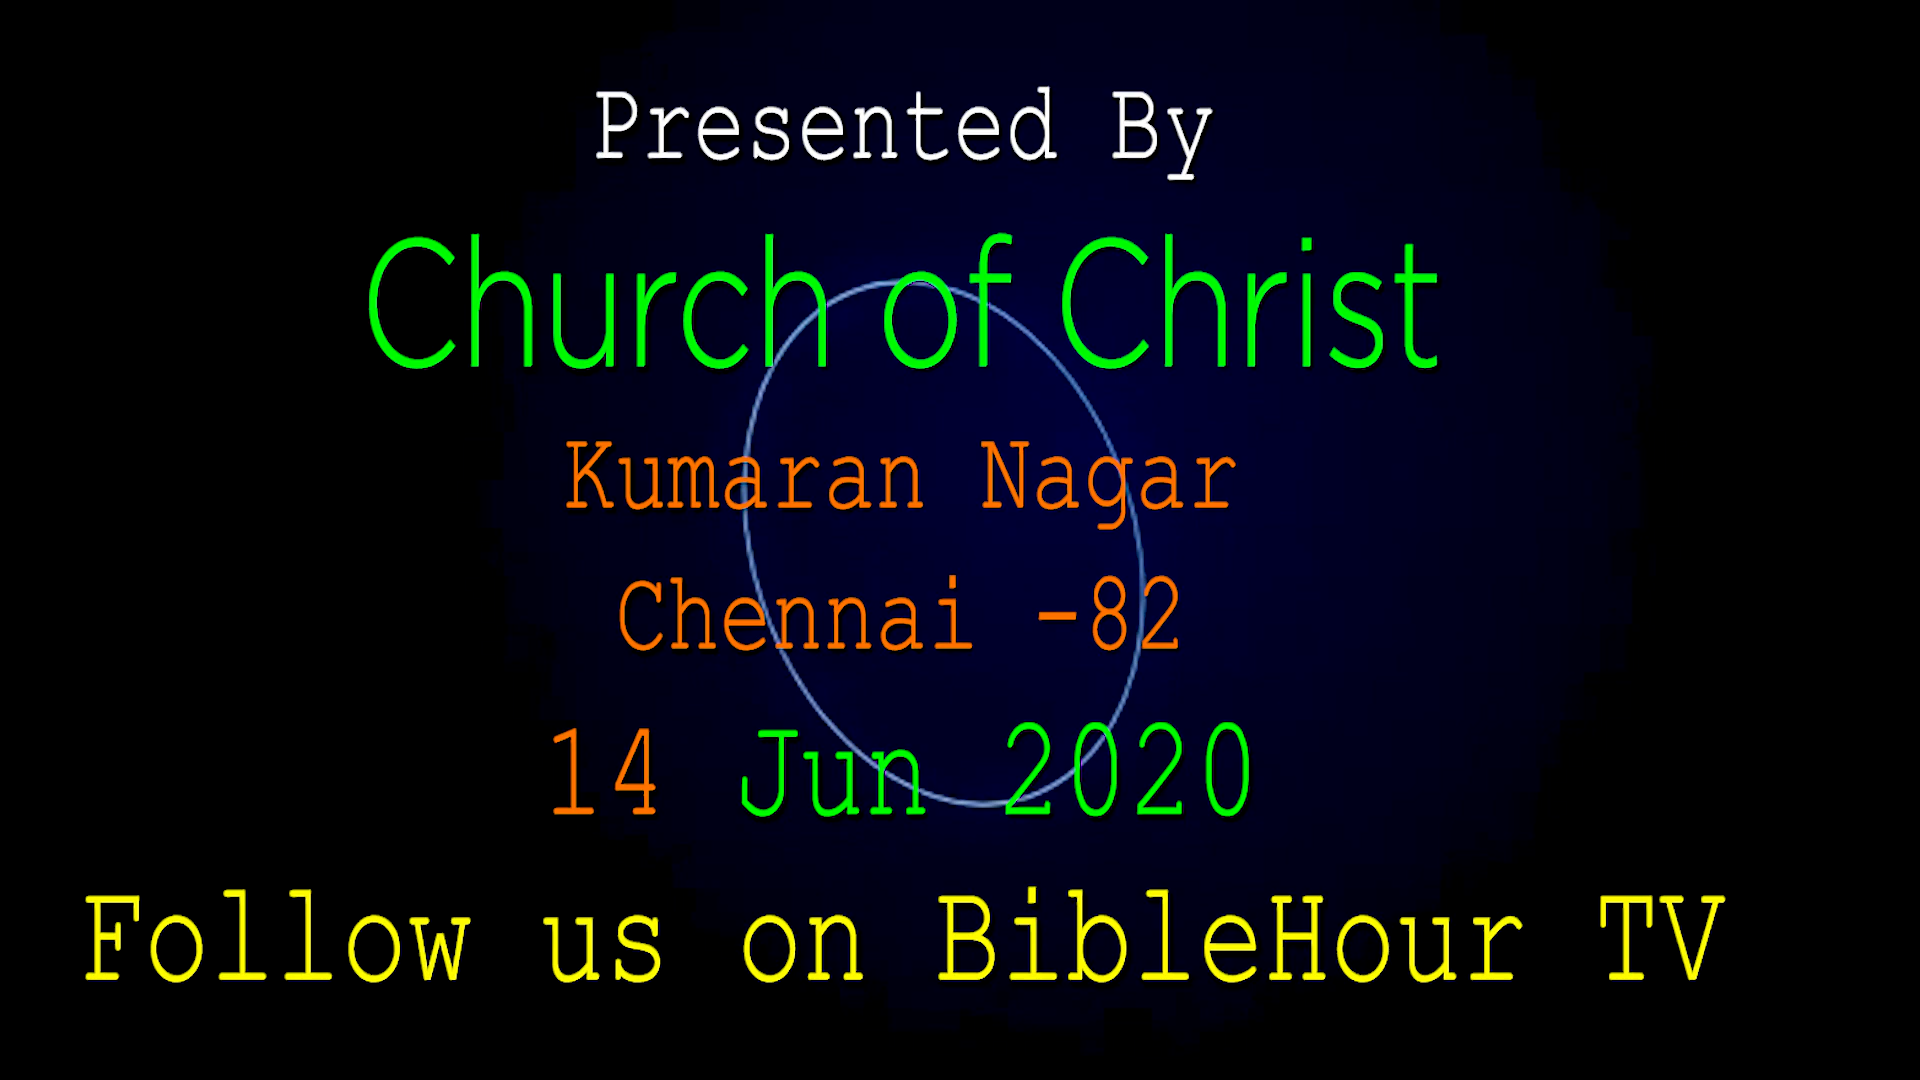 Presented By
Church of Christ
Kumaran Nagar
Chennai -82
14 Jun 2020
Follow us on BibleHour TV